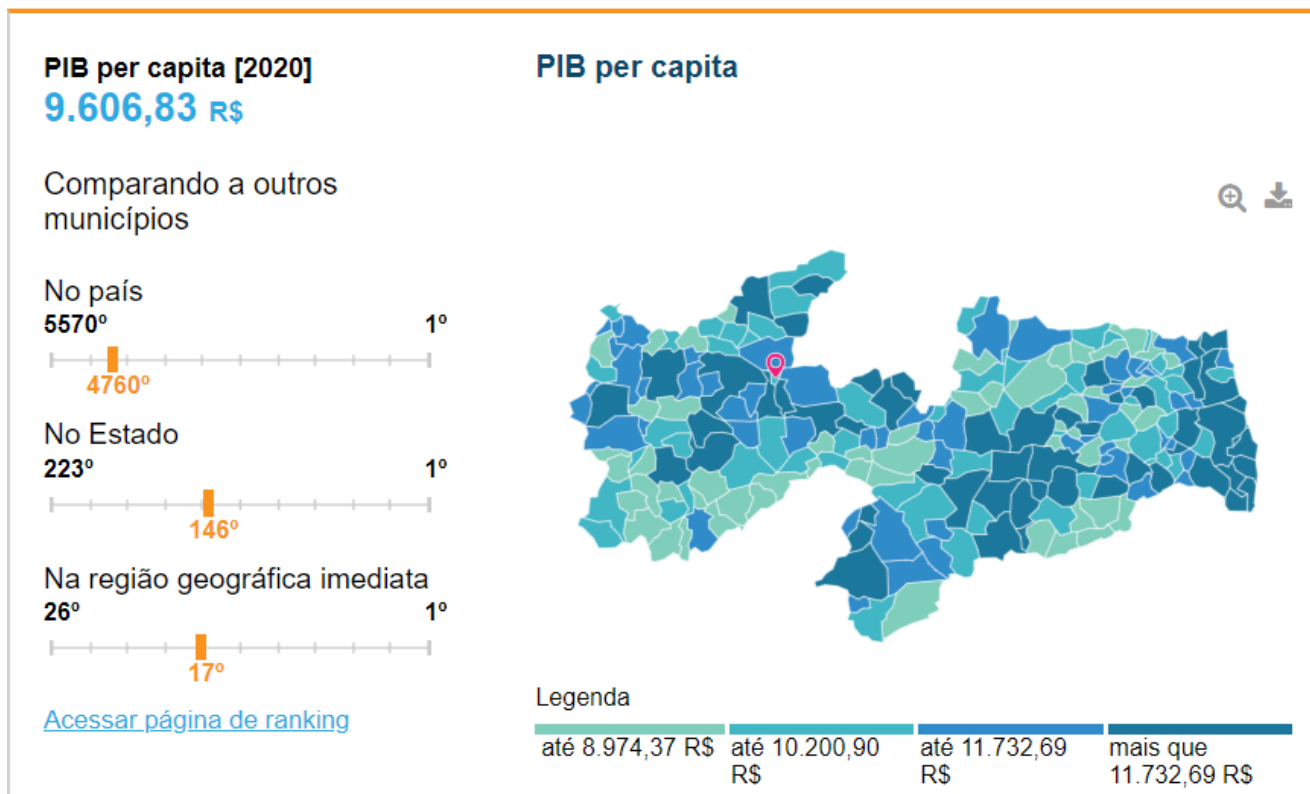 PIB per capita [2020]
9.606,83 R$
Comparando a outros
municípios
No país
5570º 1º
4760º
No Estado
223º 1º
146º
Na região geográfica imediata
26º 1º
17º
Acessar página de ranking
PIB per capita
Legenda
até 8.974,37 R$
até 10.200,90
R$
até 11.732,69
R$
mais que
11.732,69 R$